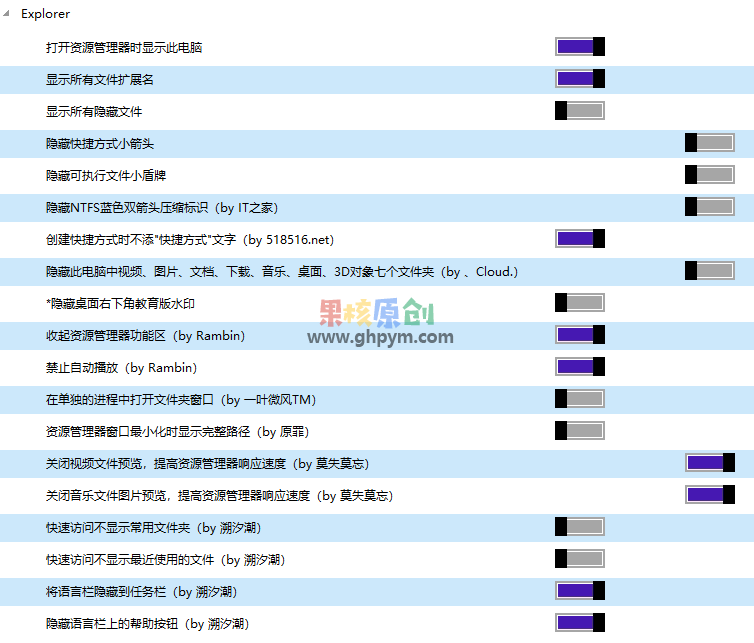 Explorer
打开资源管理器时显示此电脑
显示所有文件扩展名
显示所有隐藏文件
隐藏快捷方式小箭头
隐藏可执行文件小盾牌
隐藏NTFS蓝色双箭头压缩标识（by IT之家）
创建快捷方式时不添"快捷方式"文字（by 518516.net）
隐藏此电脑中视频、图片、文档、下载、音乐、桌面、3D对象七个文件夹（by 、Cloud.）
*隐藏桌面右下角教育版水印
果核原创
收起资源管理器功能区（by Rambin）
www.ghpym.com
禁止自动播放（by Rambin）
在单独的进程中打开文件夹窗口（by 一叶微风TM）
资源管理器窗口最小化时显示完整路径（by 原罪）
关闭视频文件预览，提高资源管理器响应速度（by 莫失莫忘）
关闭音乐文件图片预览，提高资源管理器响应速度（by 莫失莫忘）
快速访问不显示常用文件夹（by 溯汐潮）
快速访问不显示最近使用的文件（by 溯汐潮）
将语言栏隐藏到任务栏（by 溯汐潮）
隐藏语言栏上的帮助按钮（by 溯汐潮）